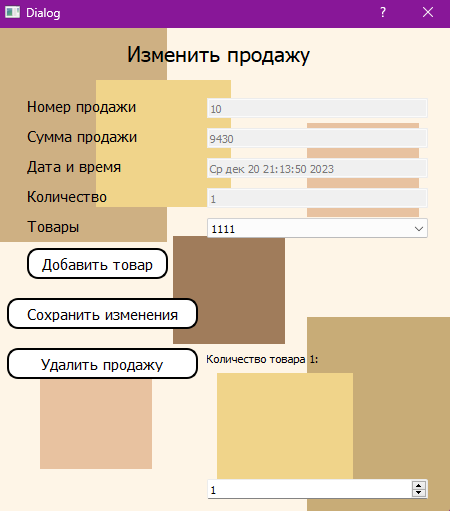 Dialog
?
Изменить продажу
Номер продажи 10
Сумма продажи 9430
Дата и время Ср дек 20 21:13:50 2023
Количество 1
Товары 1111
Добавить товар
Сохранить изменения
Удалить продажу
Количество товара 1:
1